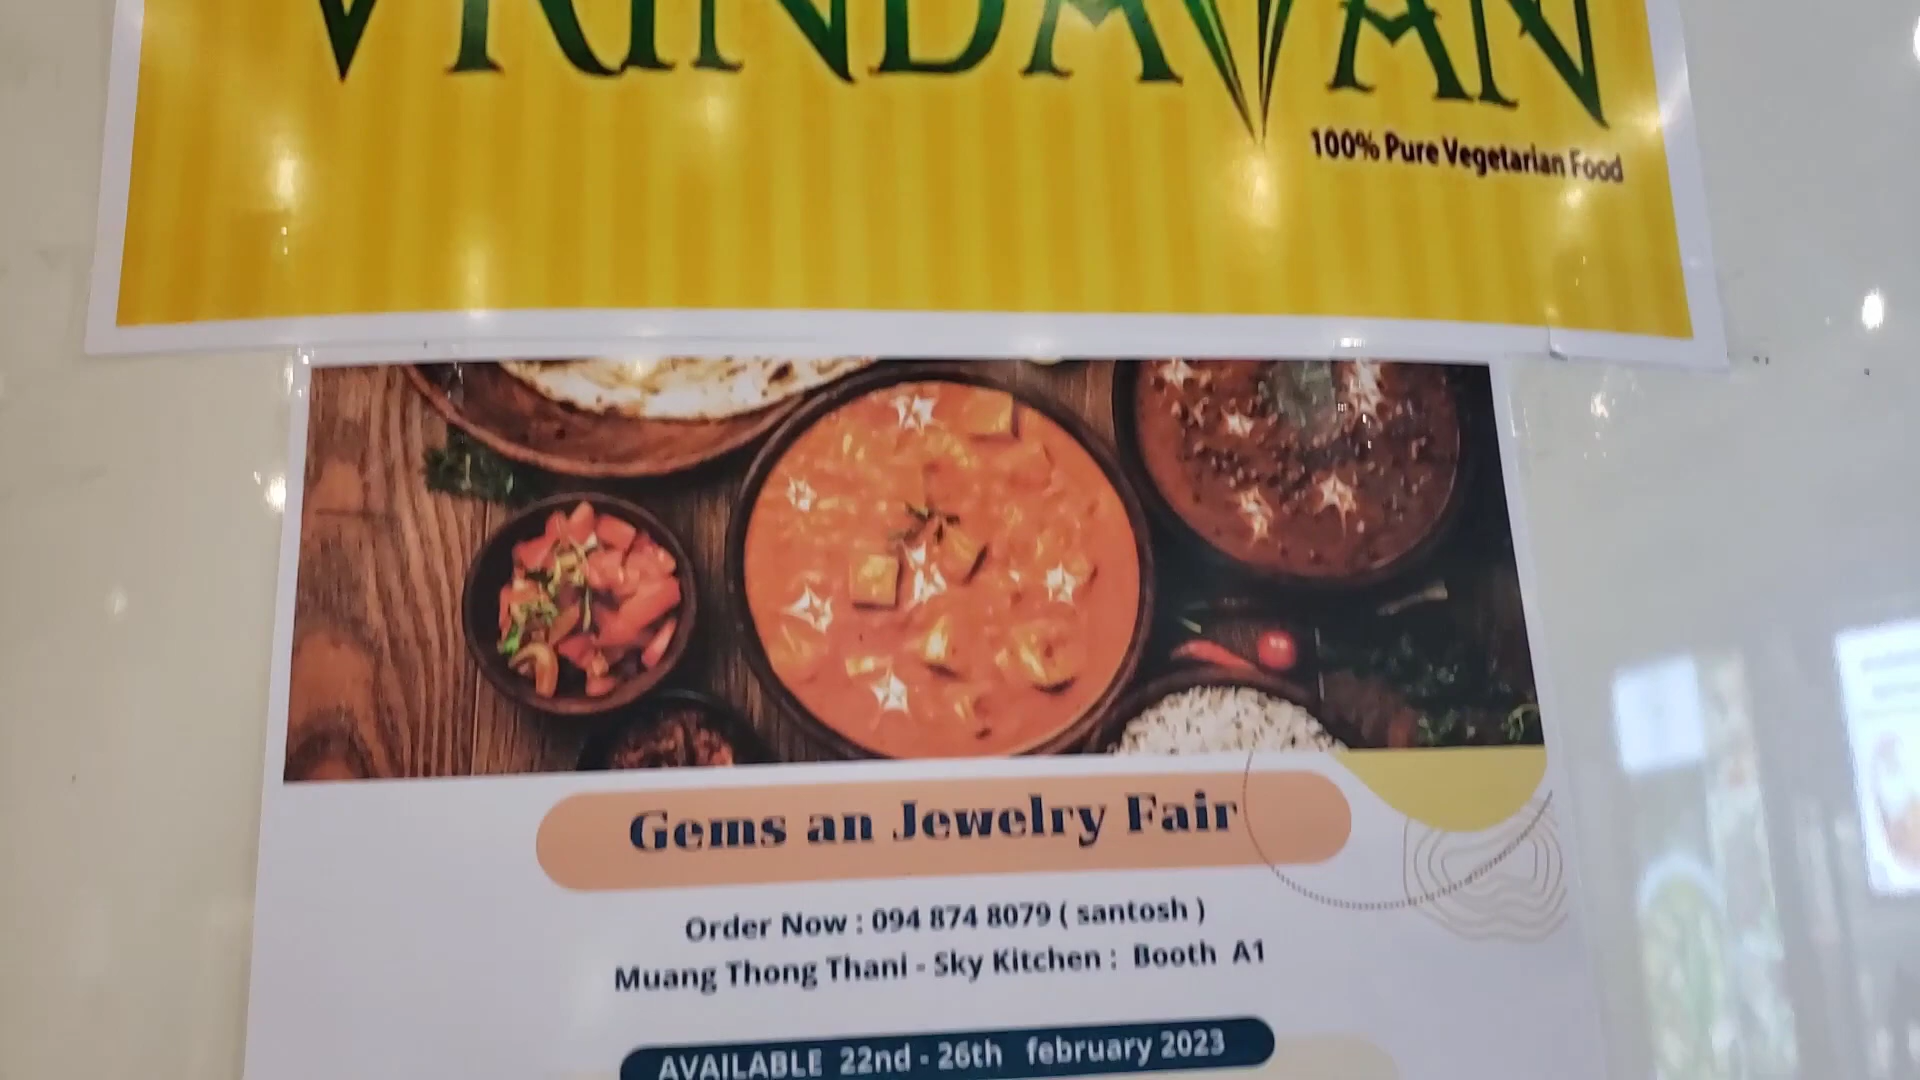 VRINDAVAN
100% Pure Vegetarian Food
Gems an Jewelry Fair
Order Now : 094 874 8079 ( santosh )
Muang Thong Thani - Sky Kitchen : Booth A1
AVAILABLE 22nd - 26th february 2023